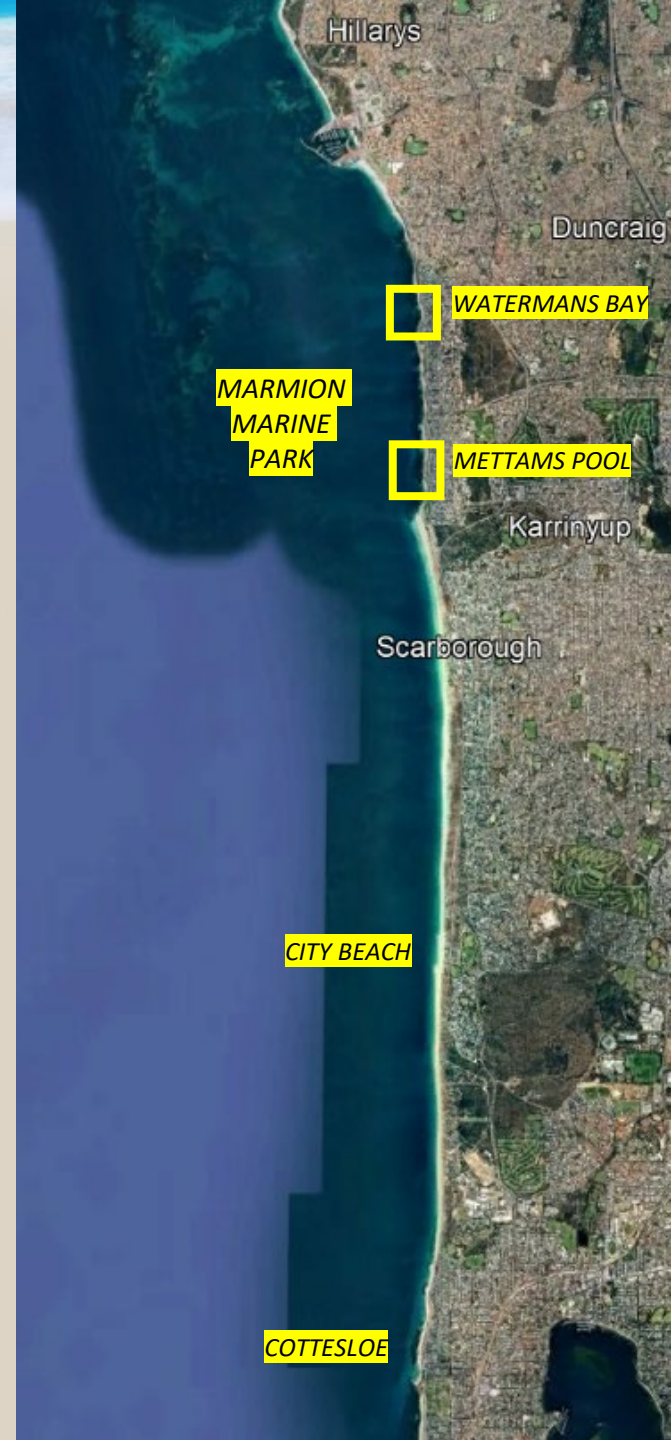 Hillarys
Duncraig
WATERMANS BAY
MARMION
MARINE
PARK
METTAMS POOL
Karrinyup
Scarborough
CITY BEACH
COTTESLOE